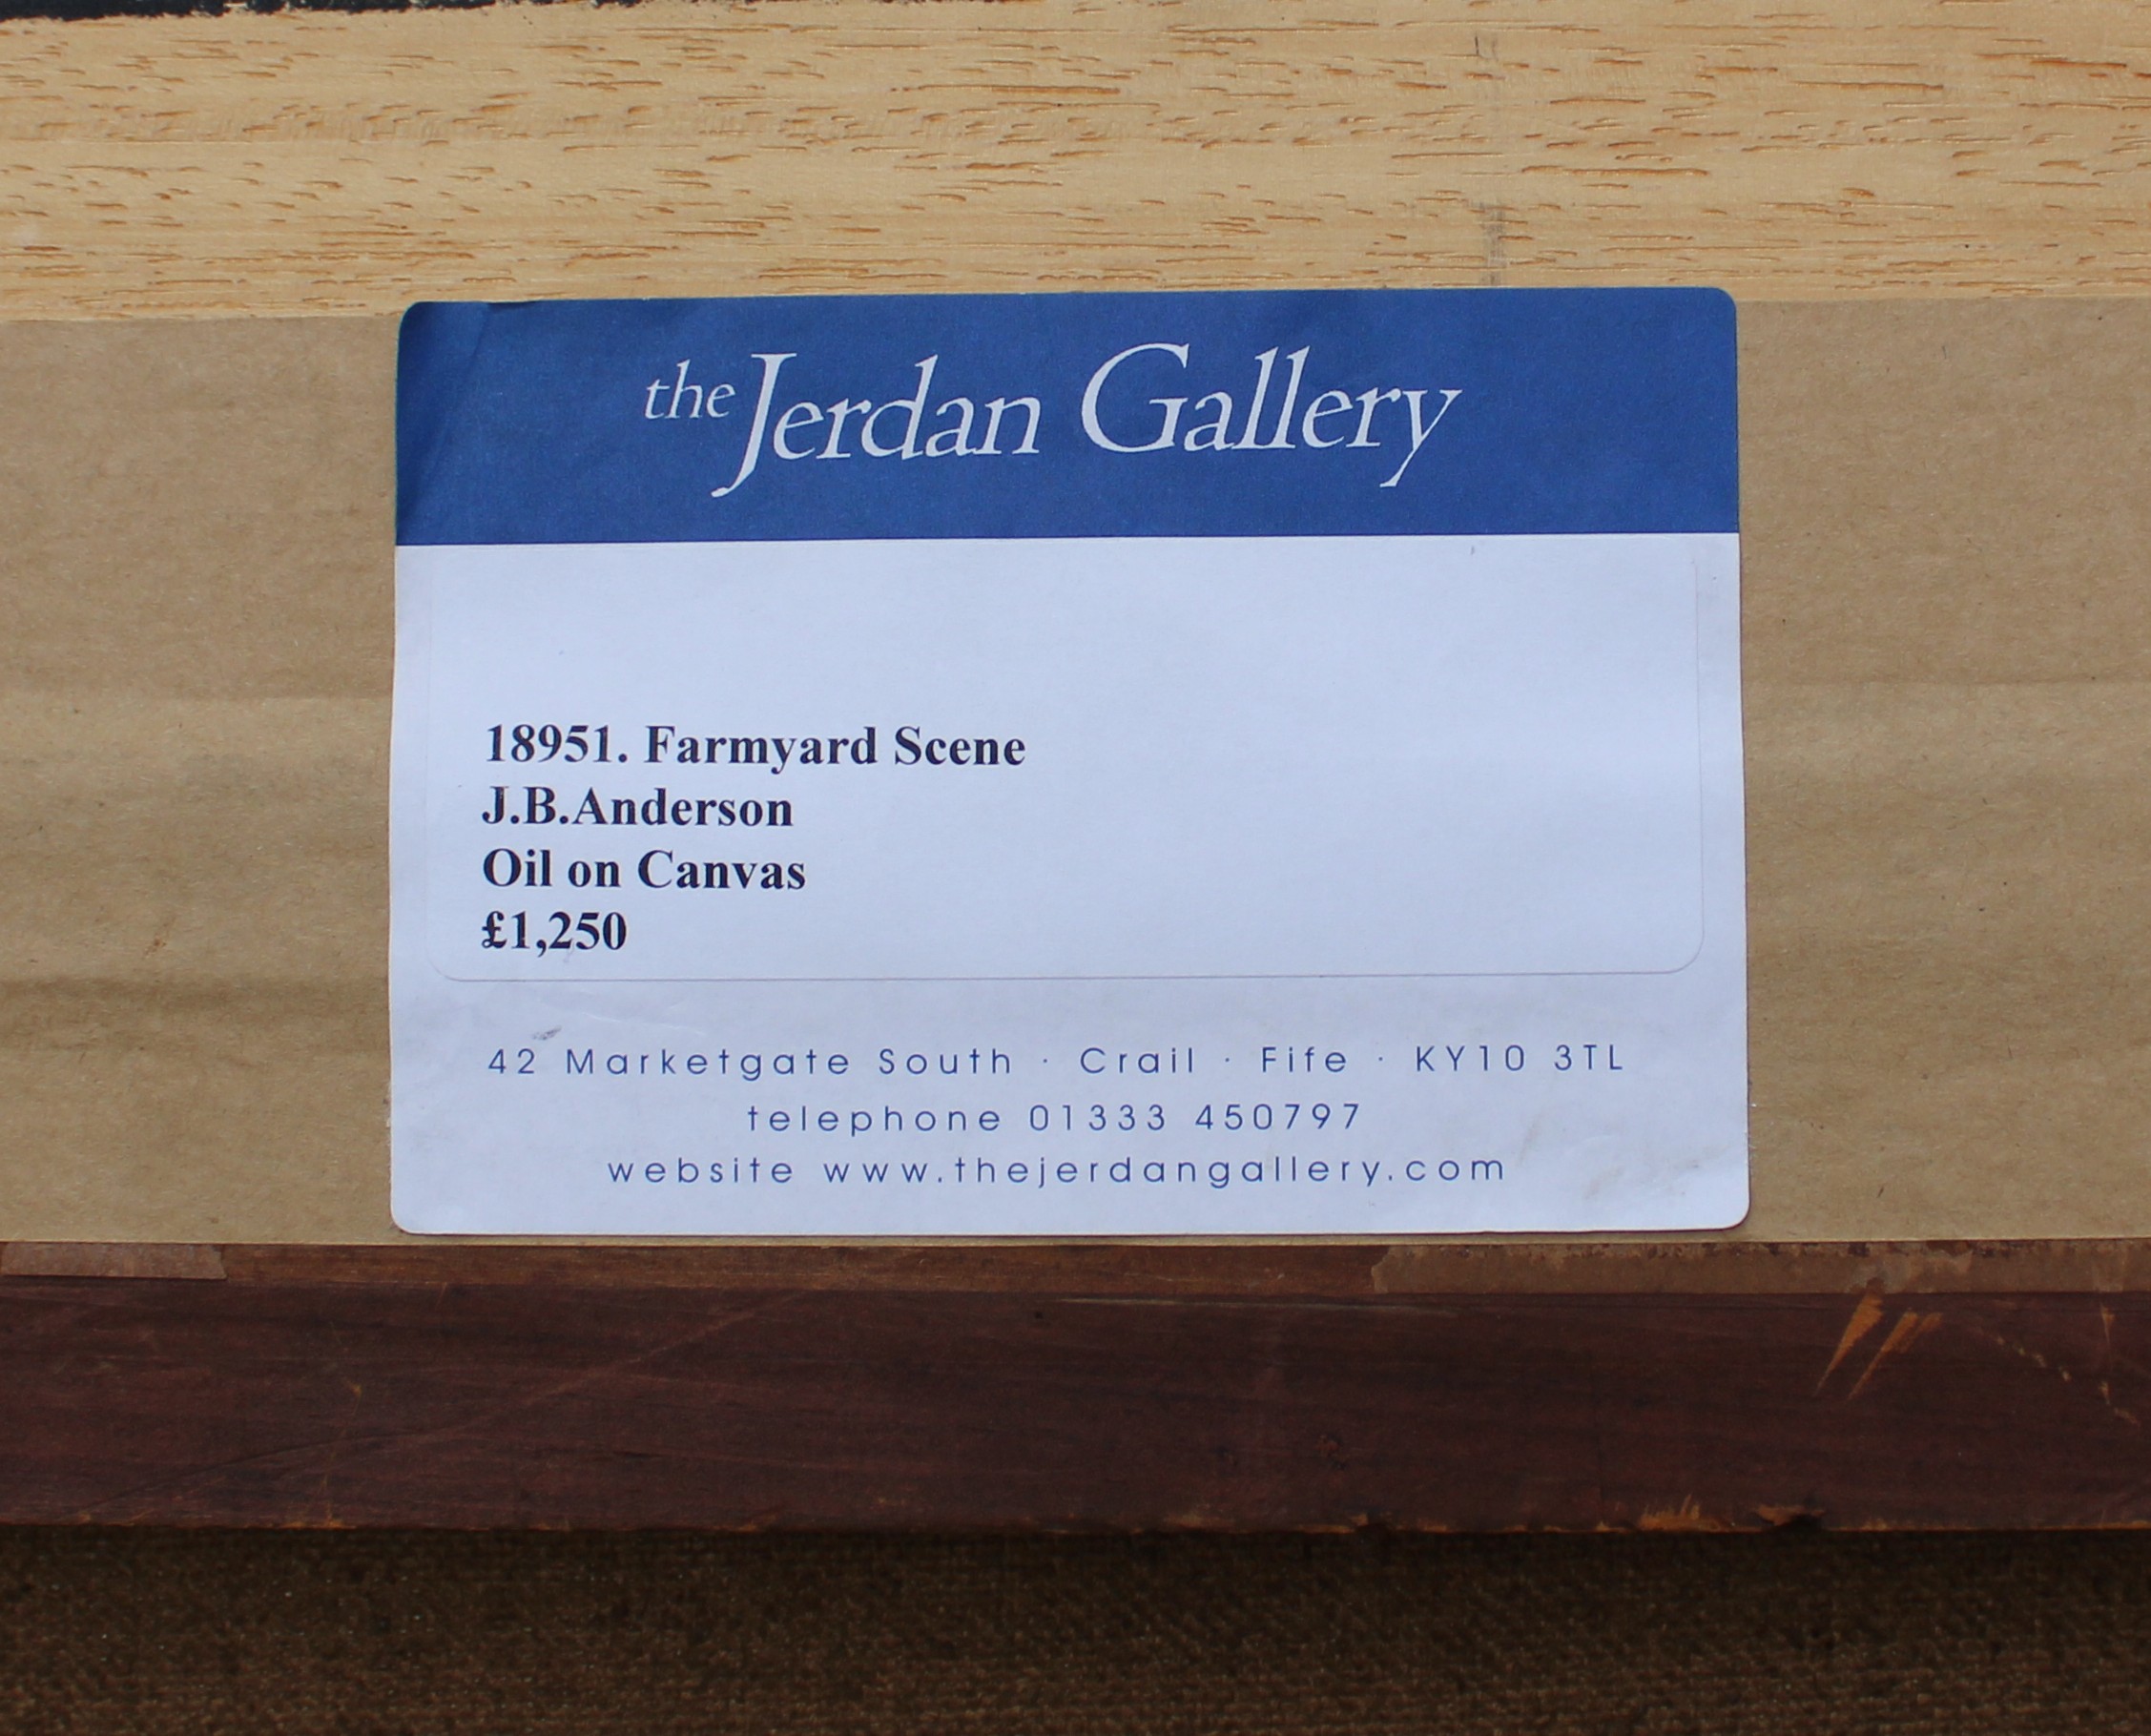 the Jerdan Gallery
18951. Farmyard Scene
J.B.Anderson
Oil on Canvas
£1,250
42 Marketgate South · Crail · Fife · KY10 3TL
telephone 01333 450797
website www.thejerdangallery.com